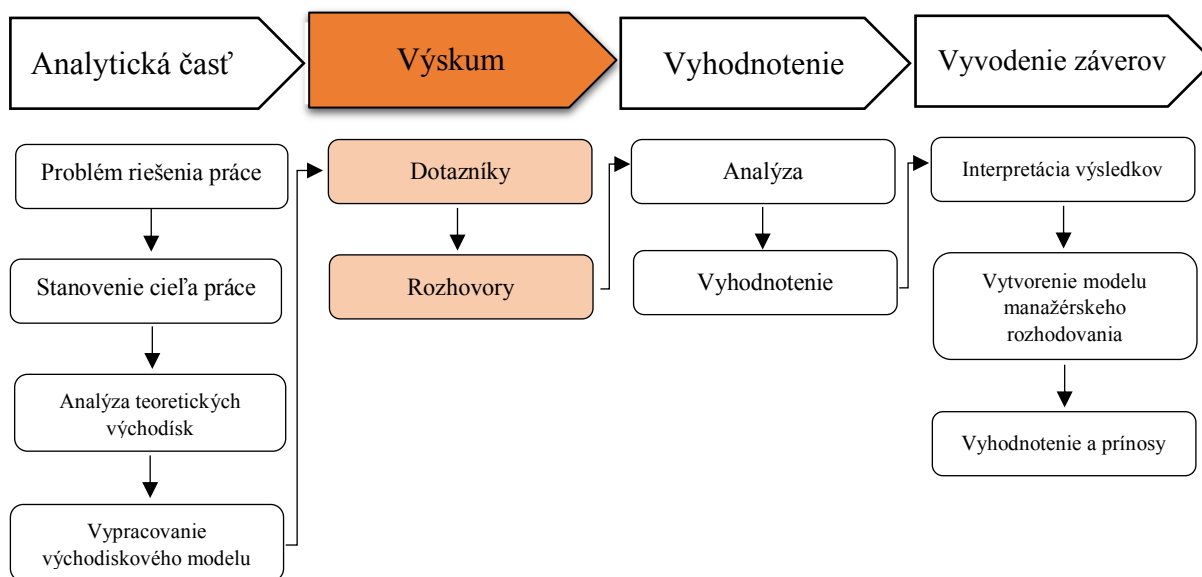 Analytická časť
Výskum
Vyhodnotenie
Vyvodenie záverov
Problém riešenia práce
Stanovenie cieľa práce
Analýza teoretických
východísk
Vypracovanie
východiskového modelu
Dotazníky
Rozhovory
Analýza
Vyhodnotenie
Interpretácia výsledkov
Vytvorenie modelu
manažérskeho
rozhodovania
Vyhodnotenie a prínosy